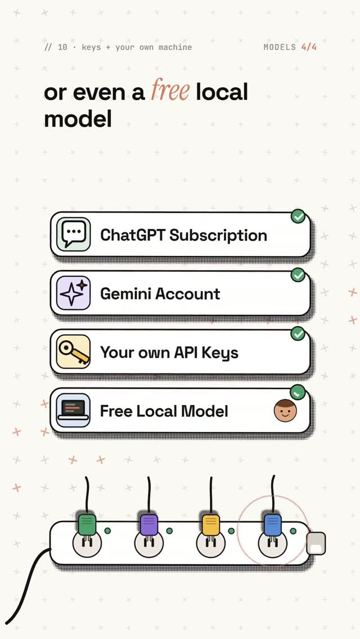 // 10 · keys + your own machine
MODELS 4/4
or even a free local
model
ChatGPT Subscription
Gemini Account
Your own API Keys
Free Local Model